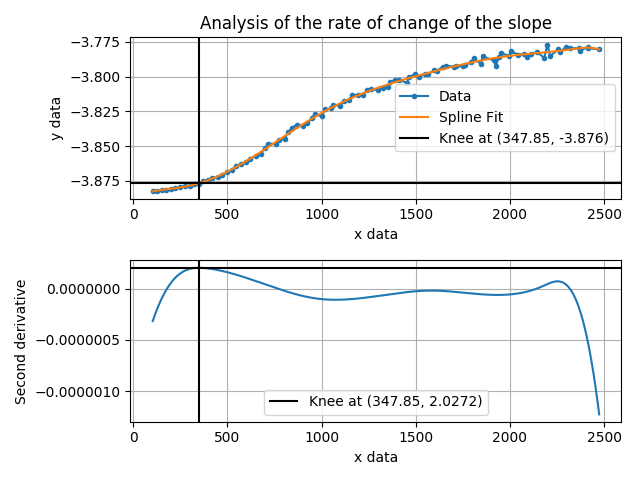 Analysis of the rate of change of the slope
−3.775
−3.800
−3.825
−3.850
−3.875
y data
Data
Spline Fit
Knee at (347.85, -3.876)
0 500 1000 1500 2000 2500
x data
0.0000000
−0.0000005
−0.0000010
Second derivative
Knee at (347.85, 2.0272)
0 500 1000 1500 2000 2500
x data